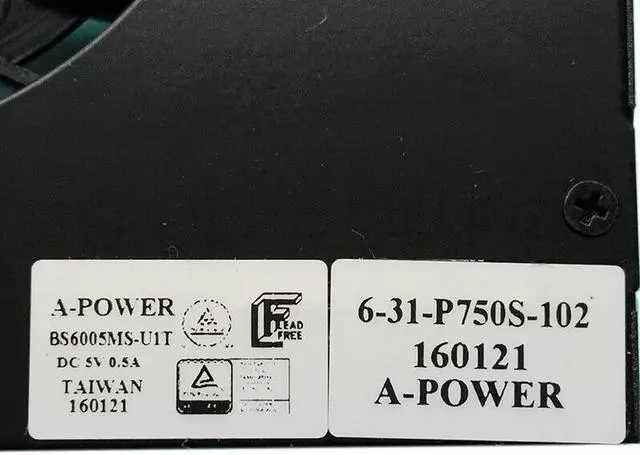 A-POWER
BS6005MS-U1T
DC 5V 0.5A
TAIWAN
160121
LEAD
FREE
6-31-P750S-102
160121
A-POWER